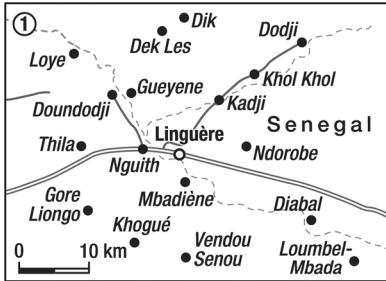 1
Dik
Dodji
Dek Les
Loye
Khol Khol
Gueyene
Doundodji
Kadji
Linguère
Senegal
Thila
Ndorobe
Nguith
Mbadiène
Gore
Liongo
Diabal
Khogué
Vendou
Senou
Loumbel-
Mbada
0 10 km